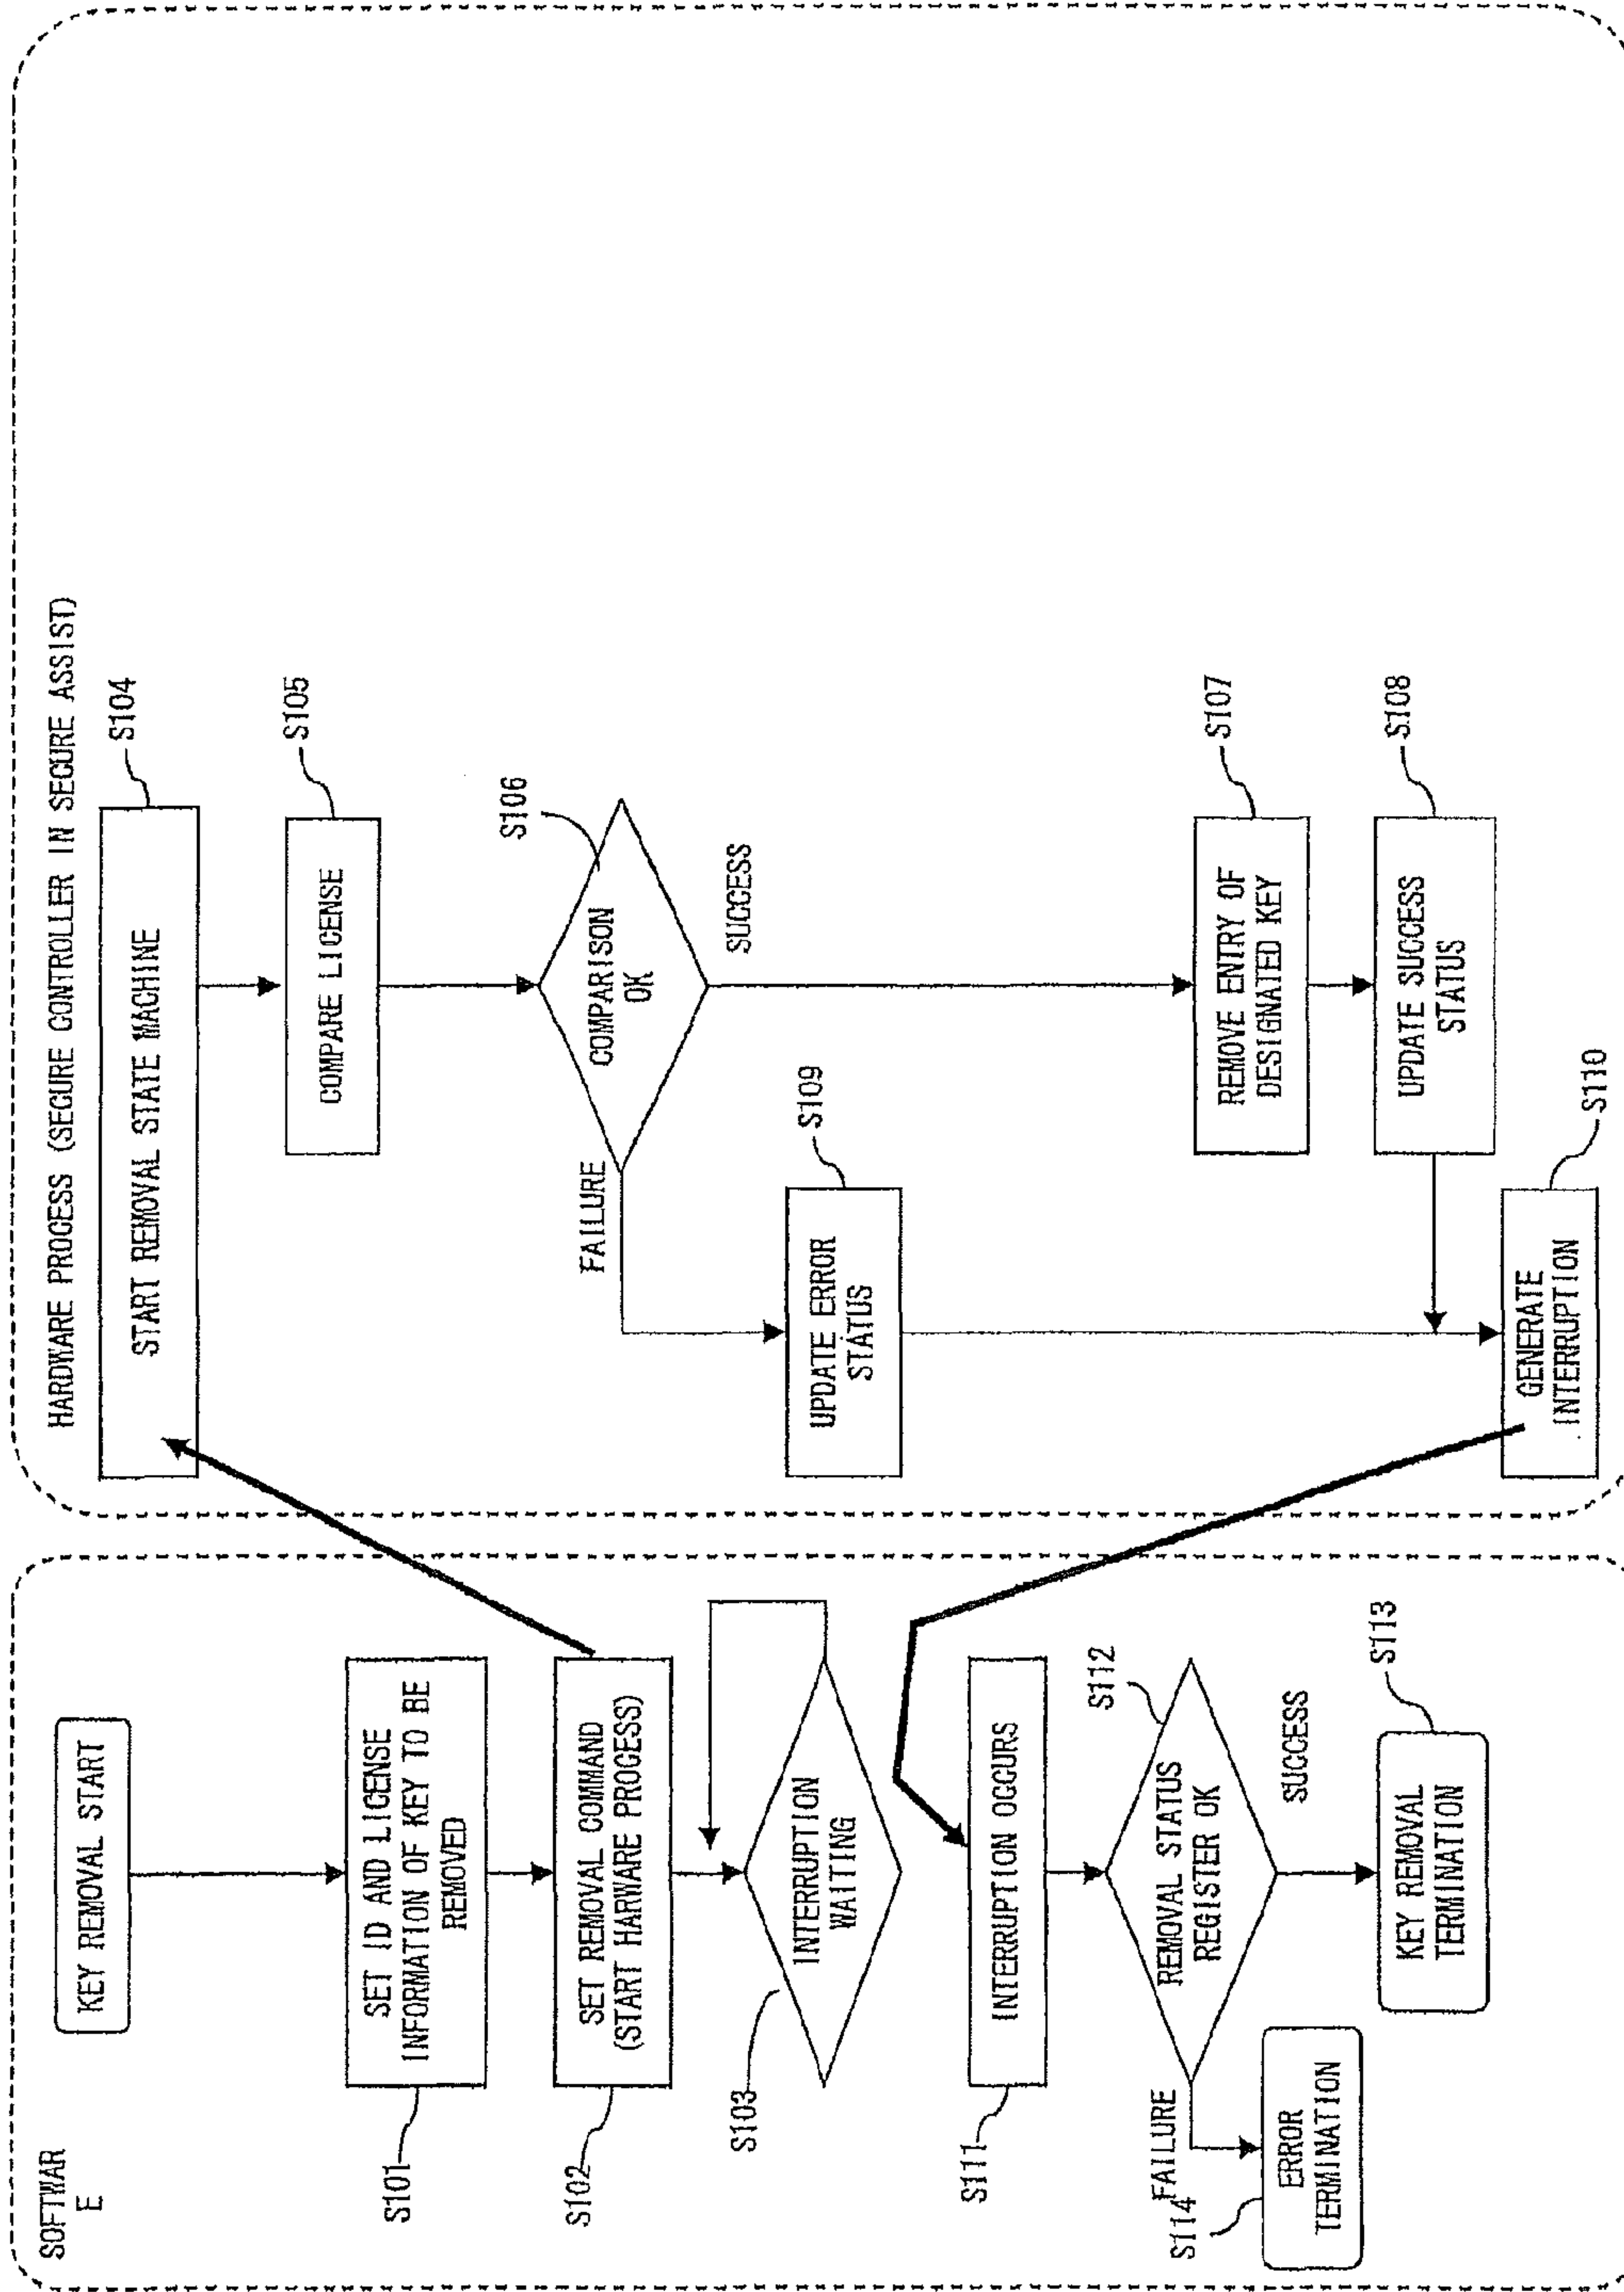 SOFTWAR
E
KEY REMOVAL START
S101
SET ID AND LICENSE
INFORMATION OF KEY TO BE
REMOVED
S102
SET REMOVAL COMMAND
(START HARWARE PROCESS)
S103
INTERRUPTION
WAITING
S111
INTERRUPTION OCCURS
S112
REMOVAL STATUS
REGISTER OK
FAILURE
SUCCESS
S114
ERROR
TERMINATION
S113
KEY REMOVAL
TERMINATION
HARDWARE PROCESS (SECURE CONTROLLER IN SECURE ASSIST)
S104
START REMOVAL STATE MACHINE
S105
COMPARE LICENSE
S106
COMPARISON
OK
FAILURE
SUCCESS
S109
UPDATE ERROR
STATUS
S107
REMOVE ENTRY OF
DESIGNATED KEY
S108
UPDATE SUCCESS
STATUS
S110
GENERATE
INTERRUPTION